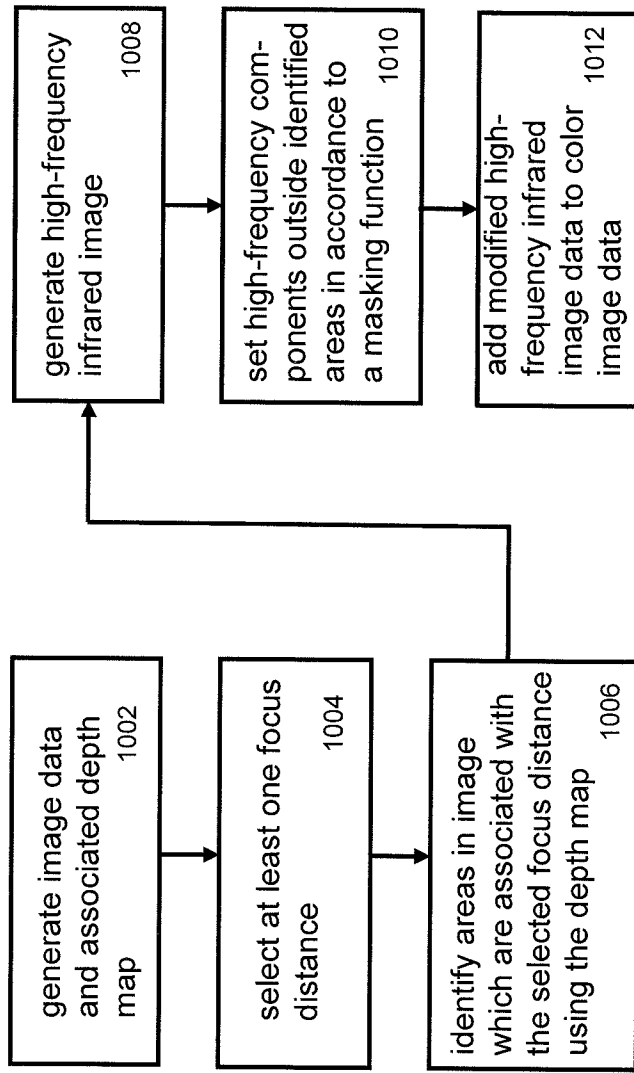 generate image data
and associated depth
map
1002
select at least one focus
distance
1004
identify areas in image
which are associated with
the selected focus distance
using the depth map
1006
generate high-frequency
infrared image
1008
set high-frequency com-
ponents outside identified
areas in accordance to
a masking function
1010
add modified high-
frequency infrared
image data to color
image data
1012